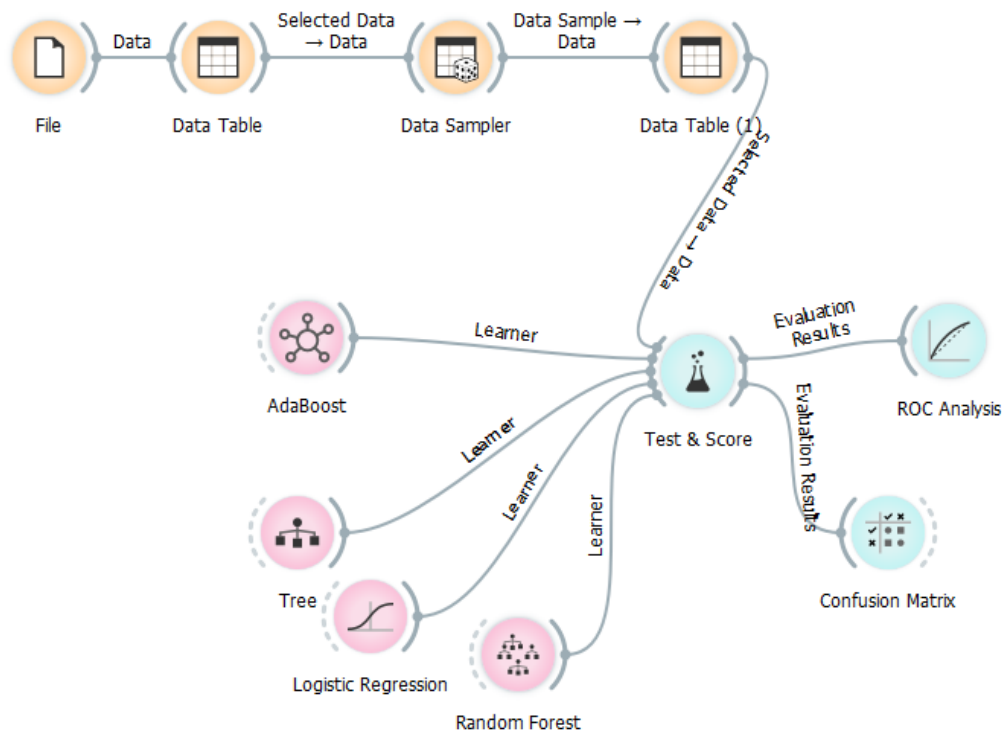 Data
Selected Data
→ Data
Data Sample →
Data
File
Data Table
Data Sampler
Data Table (1)
Selected Data → Data
Learner
Evaluation
Results
AdaBoost
Test & Score
ROC Analysis
Learner
Learner
Learner
Evaluation Results
Tree
Confusion Matrix
Logistic Regression
Random Forest